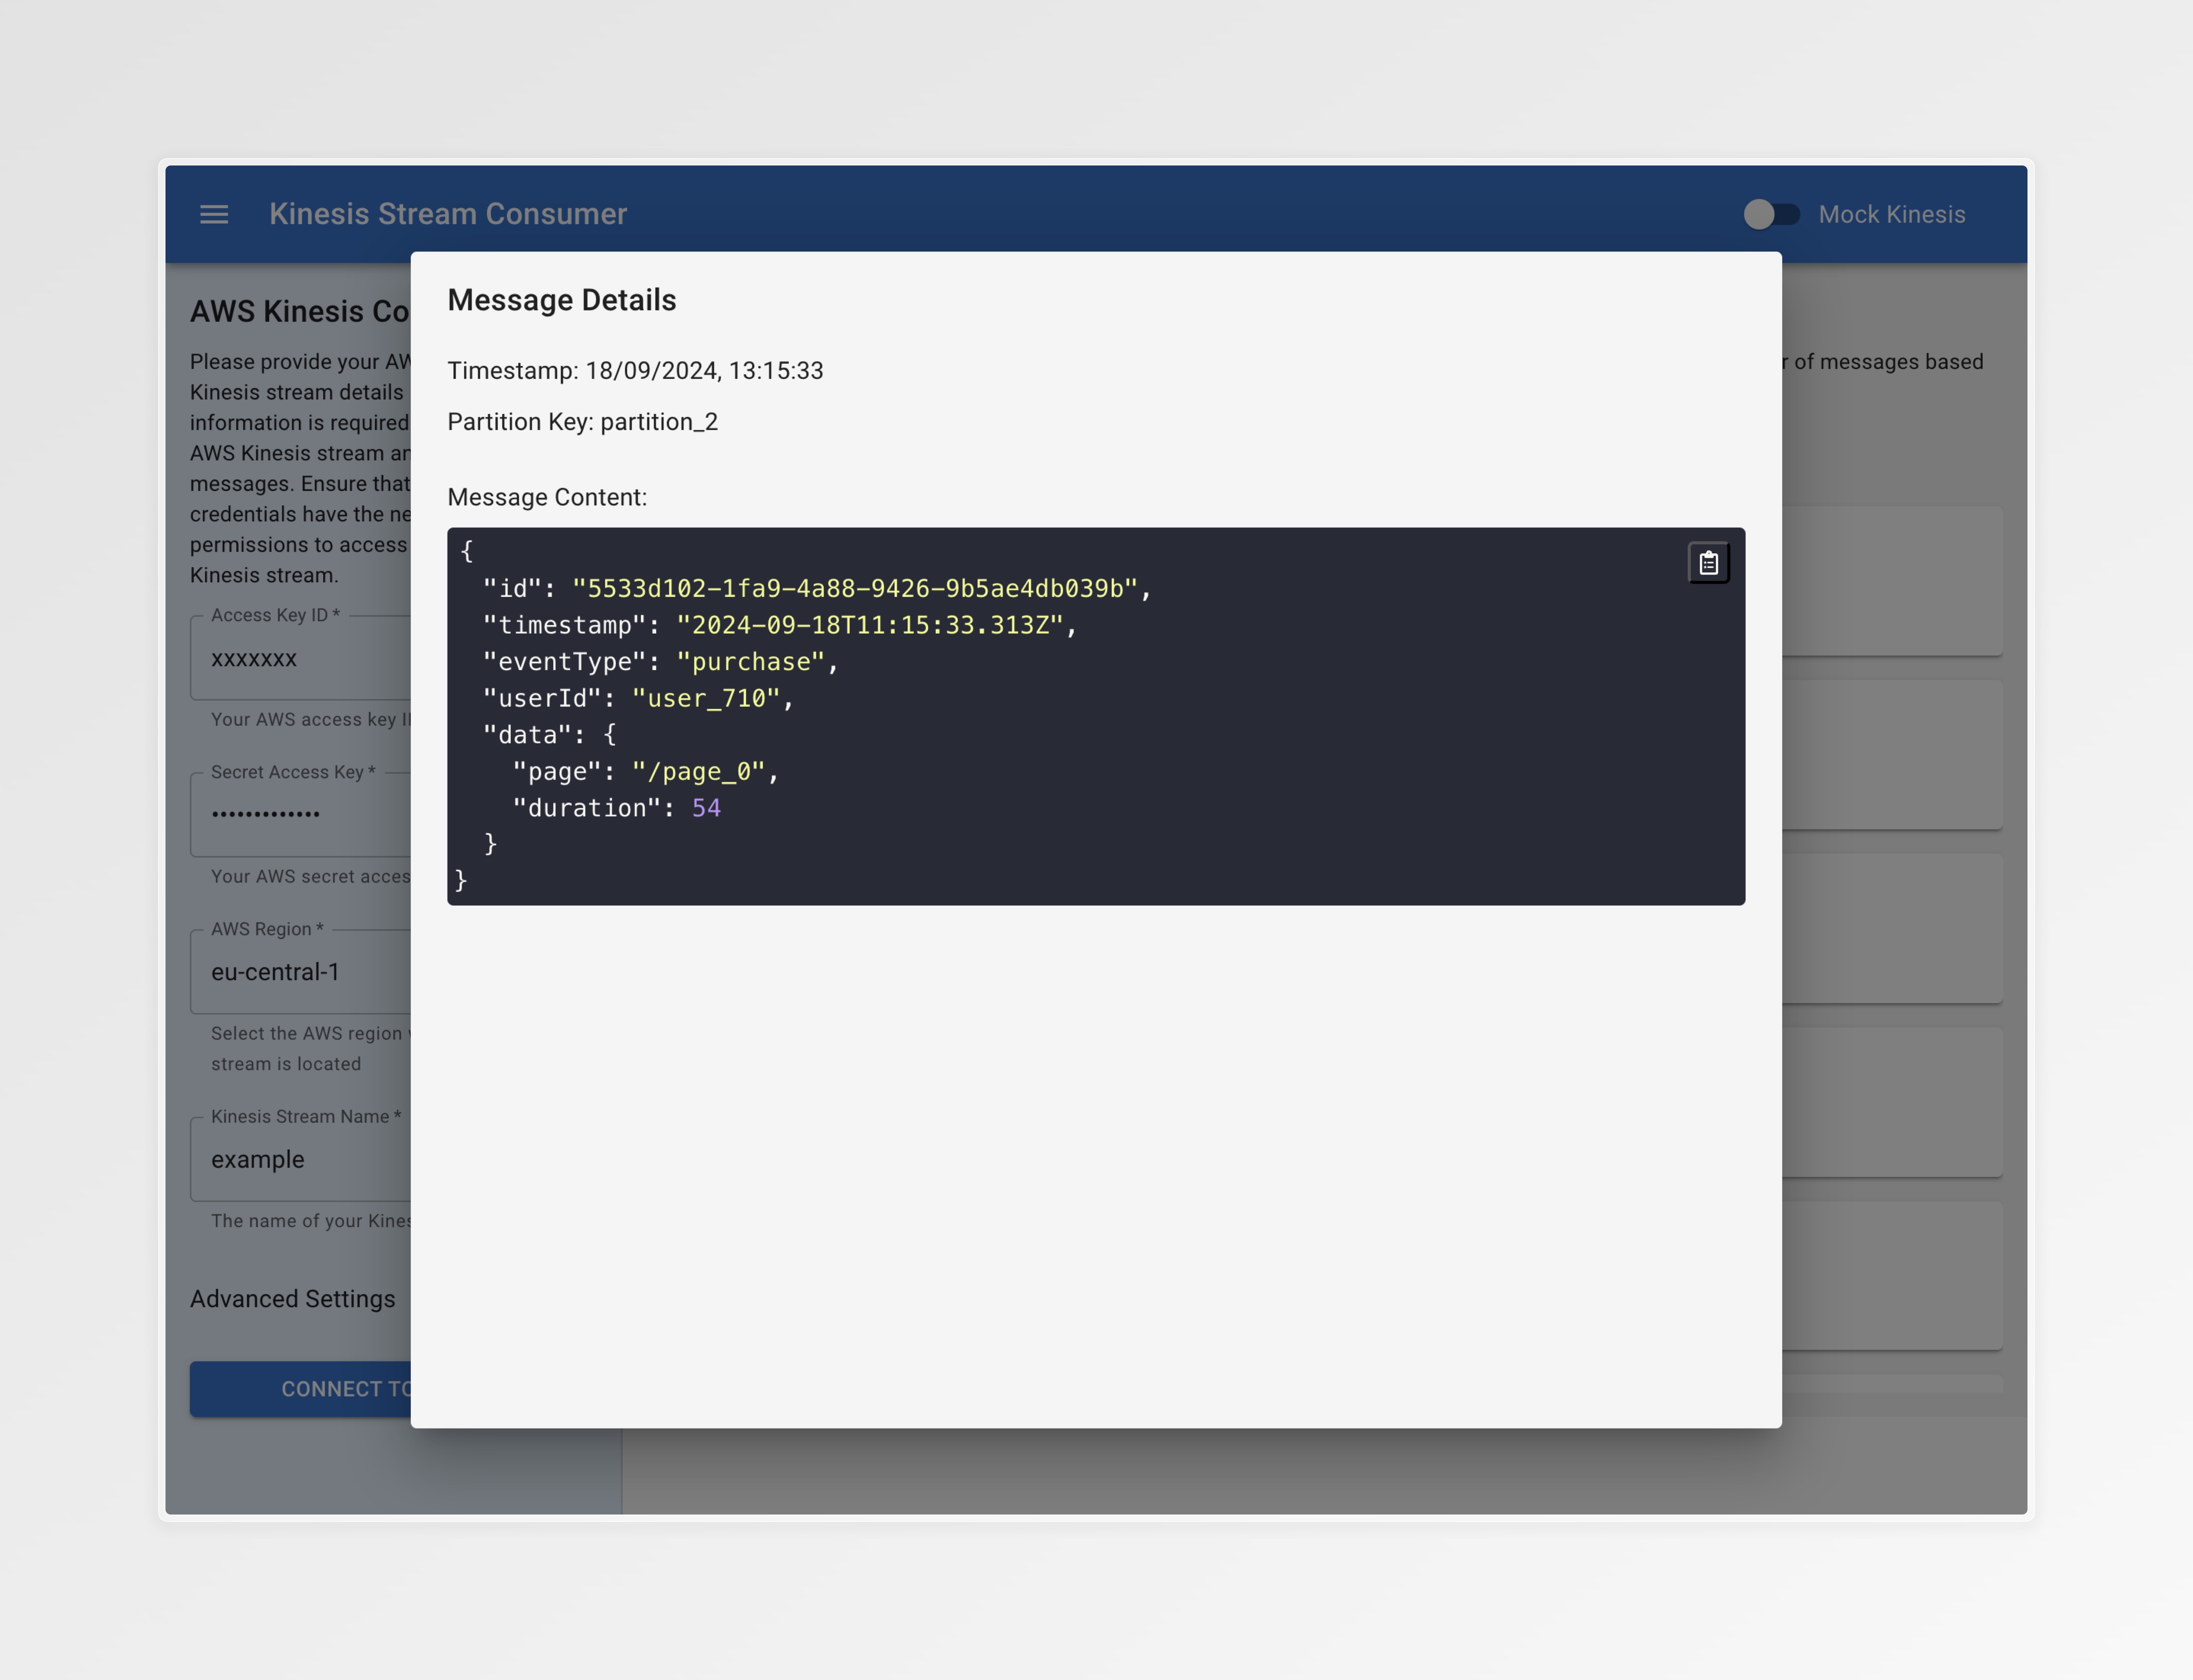 Kinesis Stream Consumer
Mock Kinesis
AWS Kinesis Co
Please provide your AW
Kinesis stream details
information is required
AWS Kinesis stream an
messages. Ensure that
credentials have the ne
permissions to access
Kinesis stream.
Access Key ID *
xxxxxxx
Your AWS access key I
Secret Access Key *
•••••••••••••
Your AWS secret acces
AWS Region *
eu-central-1
Select the AWS region
stream is located
Kinesis Stream Name *
example
The name of your Kines
Advanced Settings
CONNECT TO
Message Details
Timestamp: 18/09/2024, 13:15:33
Partition Key: partition_2
Message Content:
{
  "id": "5533d102-1fa9-4a88-9426-9b5ae4db039b",
  "timestamp": "2024-09-18T11:15:33.313Z",
  "eventType": "purchase",
  "userId": "user_710",
  "data": {
    "page": "/page_0",
    "duration": 54
  }
}
r of messages based